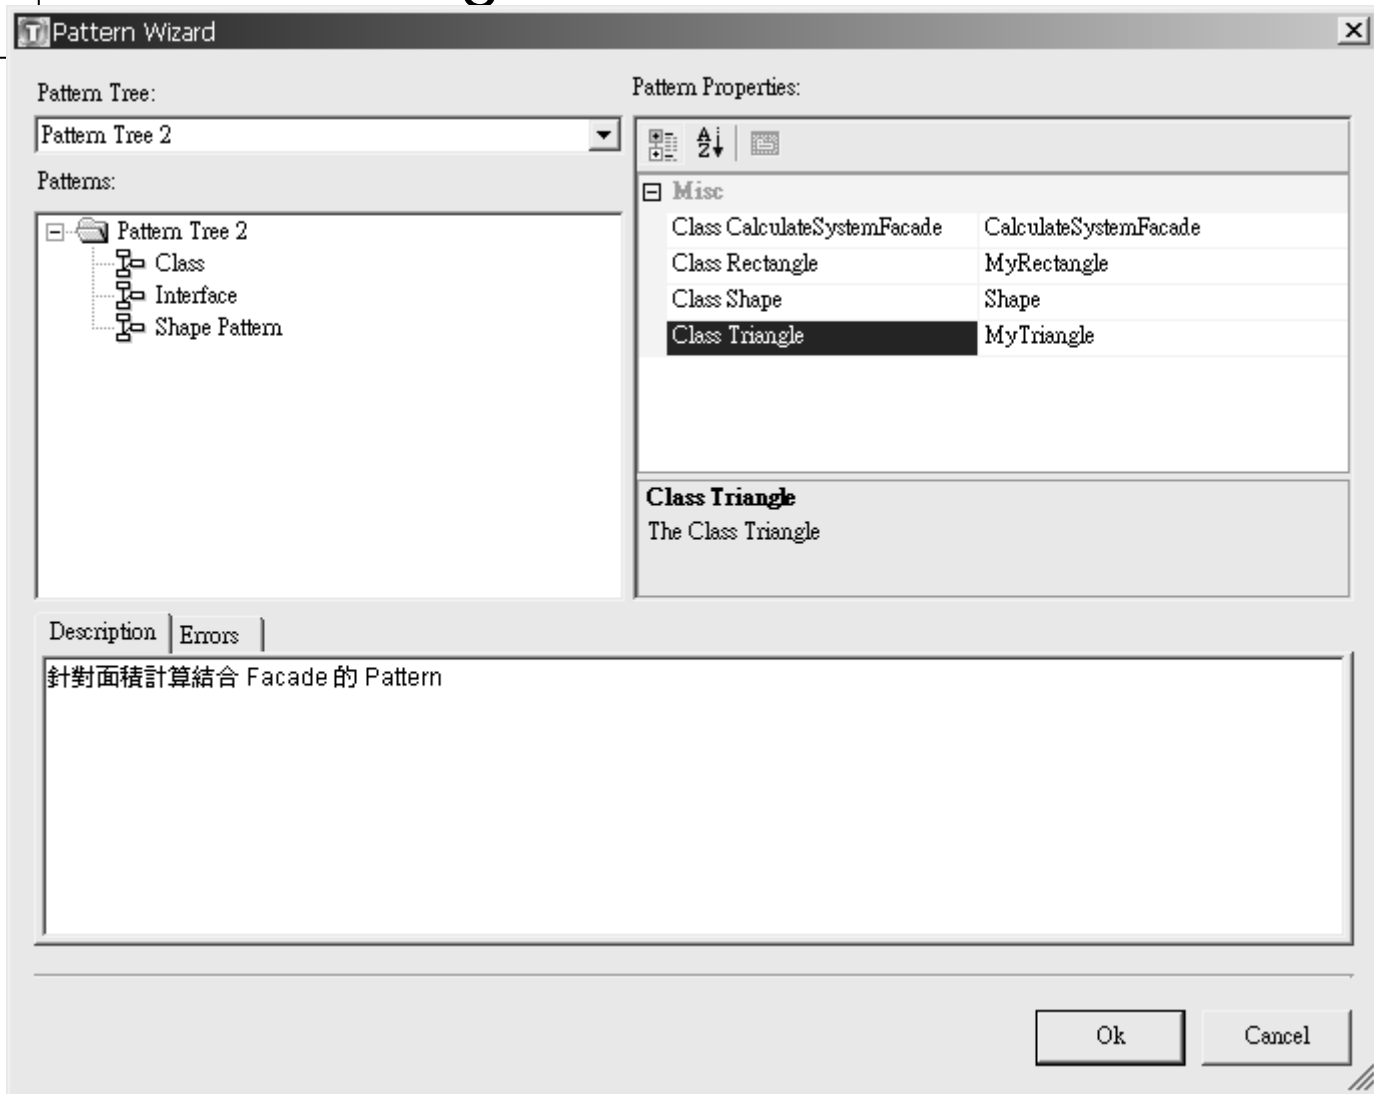 Pattern Wizard
Pattern Tree:
Pattern Tree 2
Patterns:
Pattern Tree 2
Class
Interface
Shape Pattern
Pattern Properties:
Misc
Class CalculateSystemFacade CalculateSystemFacade
Class Rectangle MyRectangle
Class Shape Shape
Class Triangle MyTriangle
Class Triangle
The Class Triangle
Description Errors
針對面積計算結合 Facade 的 Pattern
Ok Cancel